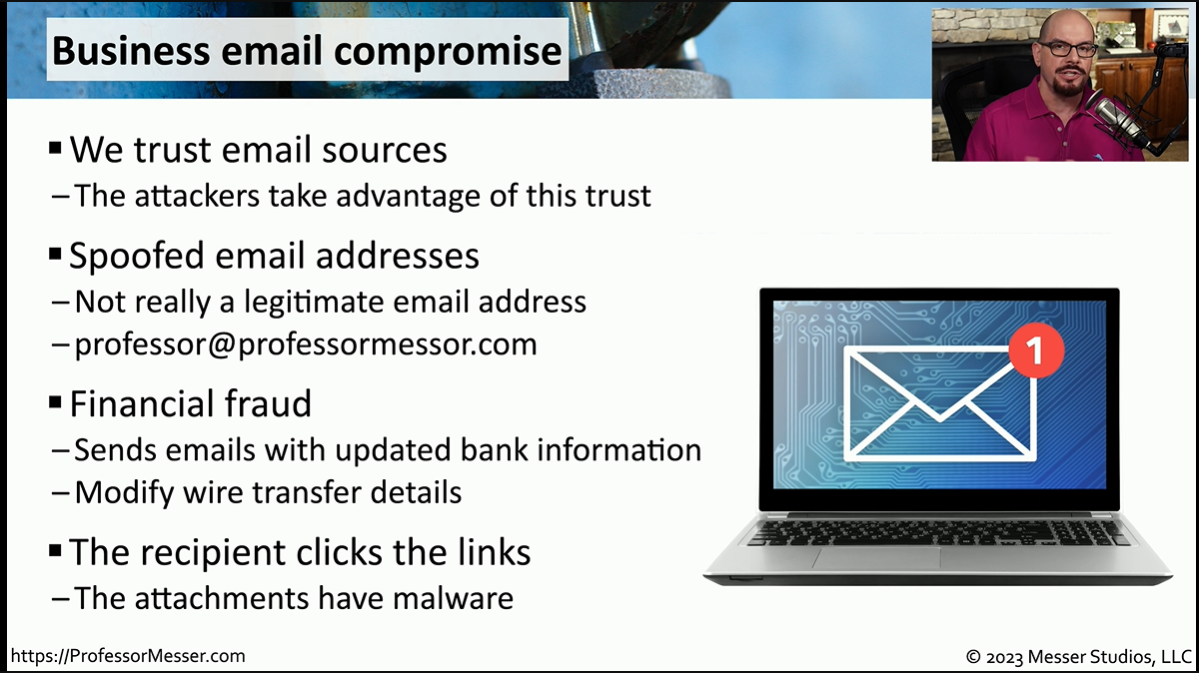 Business email compromise
▪ We trust email sources
– The attackers take advantage of this trust
▪ Spoofed email addresses
– Not really a legitimate email address
– professor@professormessor.com
▪ Financial fraud
– Sends emails with updated bank information
– Modify wire transfer details
▪ The recipient clicks the links
– The attachments have malware
1
https://ProfessorMesser.com
© 2023 Messer Studios, LLC